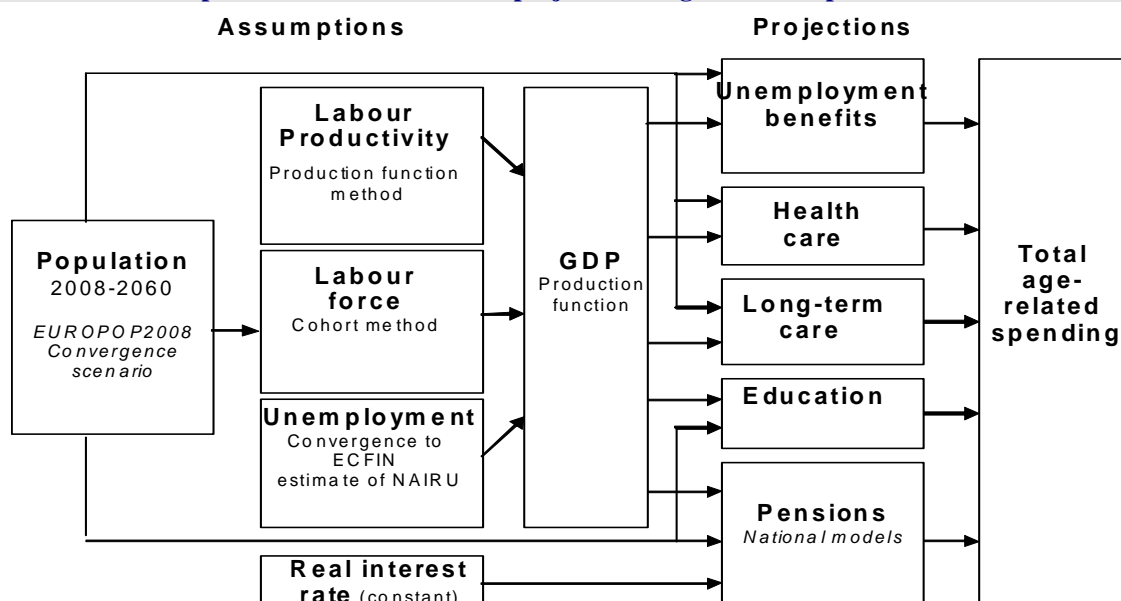 Assumptions
Projections
Population
2008-2060
EUROPOP2008
Convergence
scenario
Labour
Productivity
Production function
method
Labour
force
Cohort method
Unemployment
Convergence to
ECFIN
estimate of NAIRU
Real interest
rate (constant)
GDP
Production
function
Unemployment
benefits
Health
care
Long-term
care
Education
Pensions
National models
Total
age-
related
spending